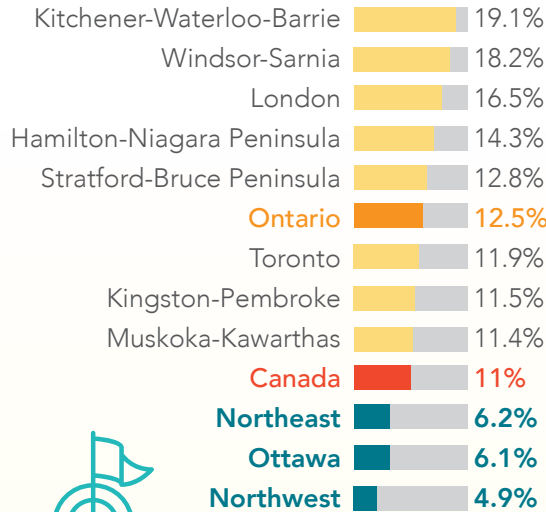 Kitchener-Waterloo-Barrie 19.1%
Windsor-Sarnia 18.2%
London 16.5%
Hamilton-Niagara Peninsula 14.3%
Stratford-Bruce Peninsula 12.8%
Ontario 12.5%
Toronto 11.9%
Kingston-Pembroke 11.5%
Muskoka-Kawarthas 11.4%
Canada 11%
Northeast 6.2%
Ottawa 6.1%
Northwest 4.9%